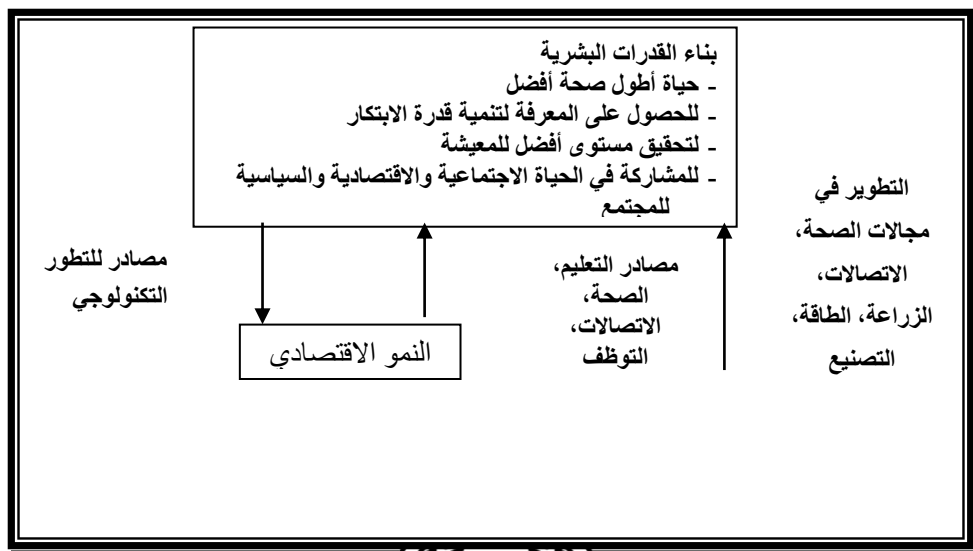 بناء القدرات البشرية
- حياة أطول صحة أفضل
- للحصول على المعرفة لتنمية قدرة الابتكار
- لتحقيق مستوى أفضل للمعيشة
- للمشاركة في الحياة الاجتماعية والاقتصادية والسياسية
للمجتمع
التطوير في
مجالات الصحة،
الاتصالات،
الزراعة، الطاقة،
التصنيع
مصادر التعليم،
الصحة،
الاتصالات،
التوظف
مصادر للتطور
التكنولوجي
النمو الاقتصادي